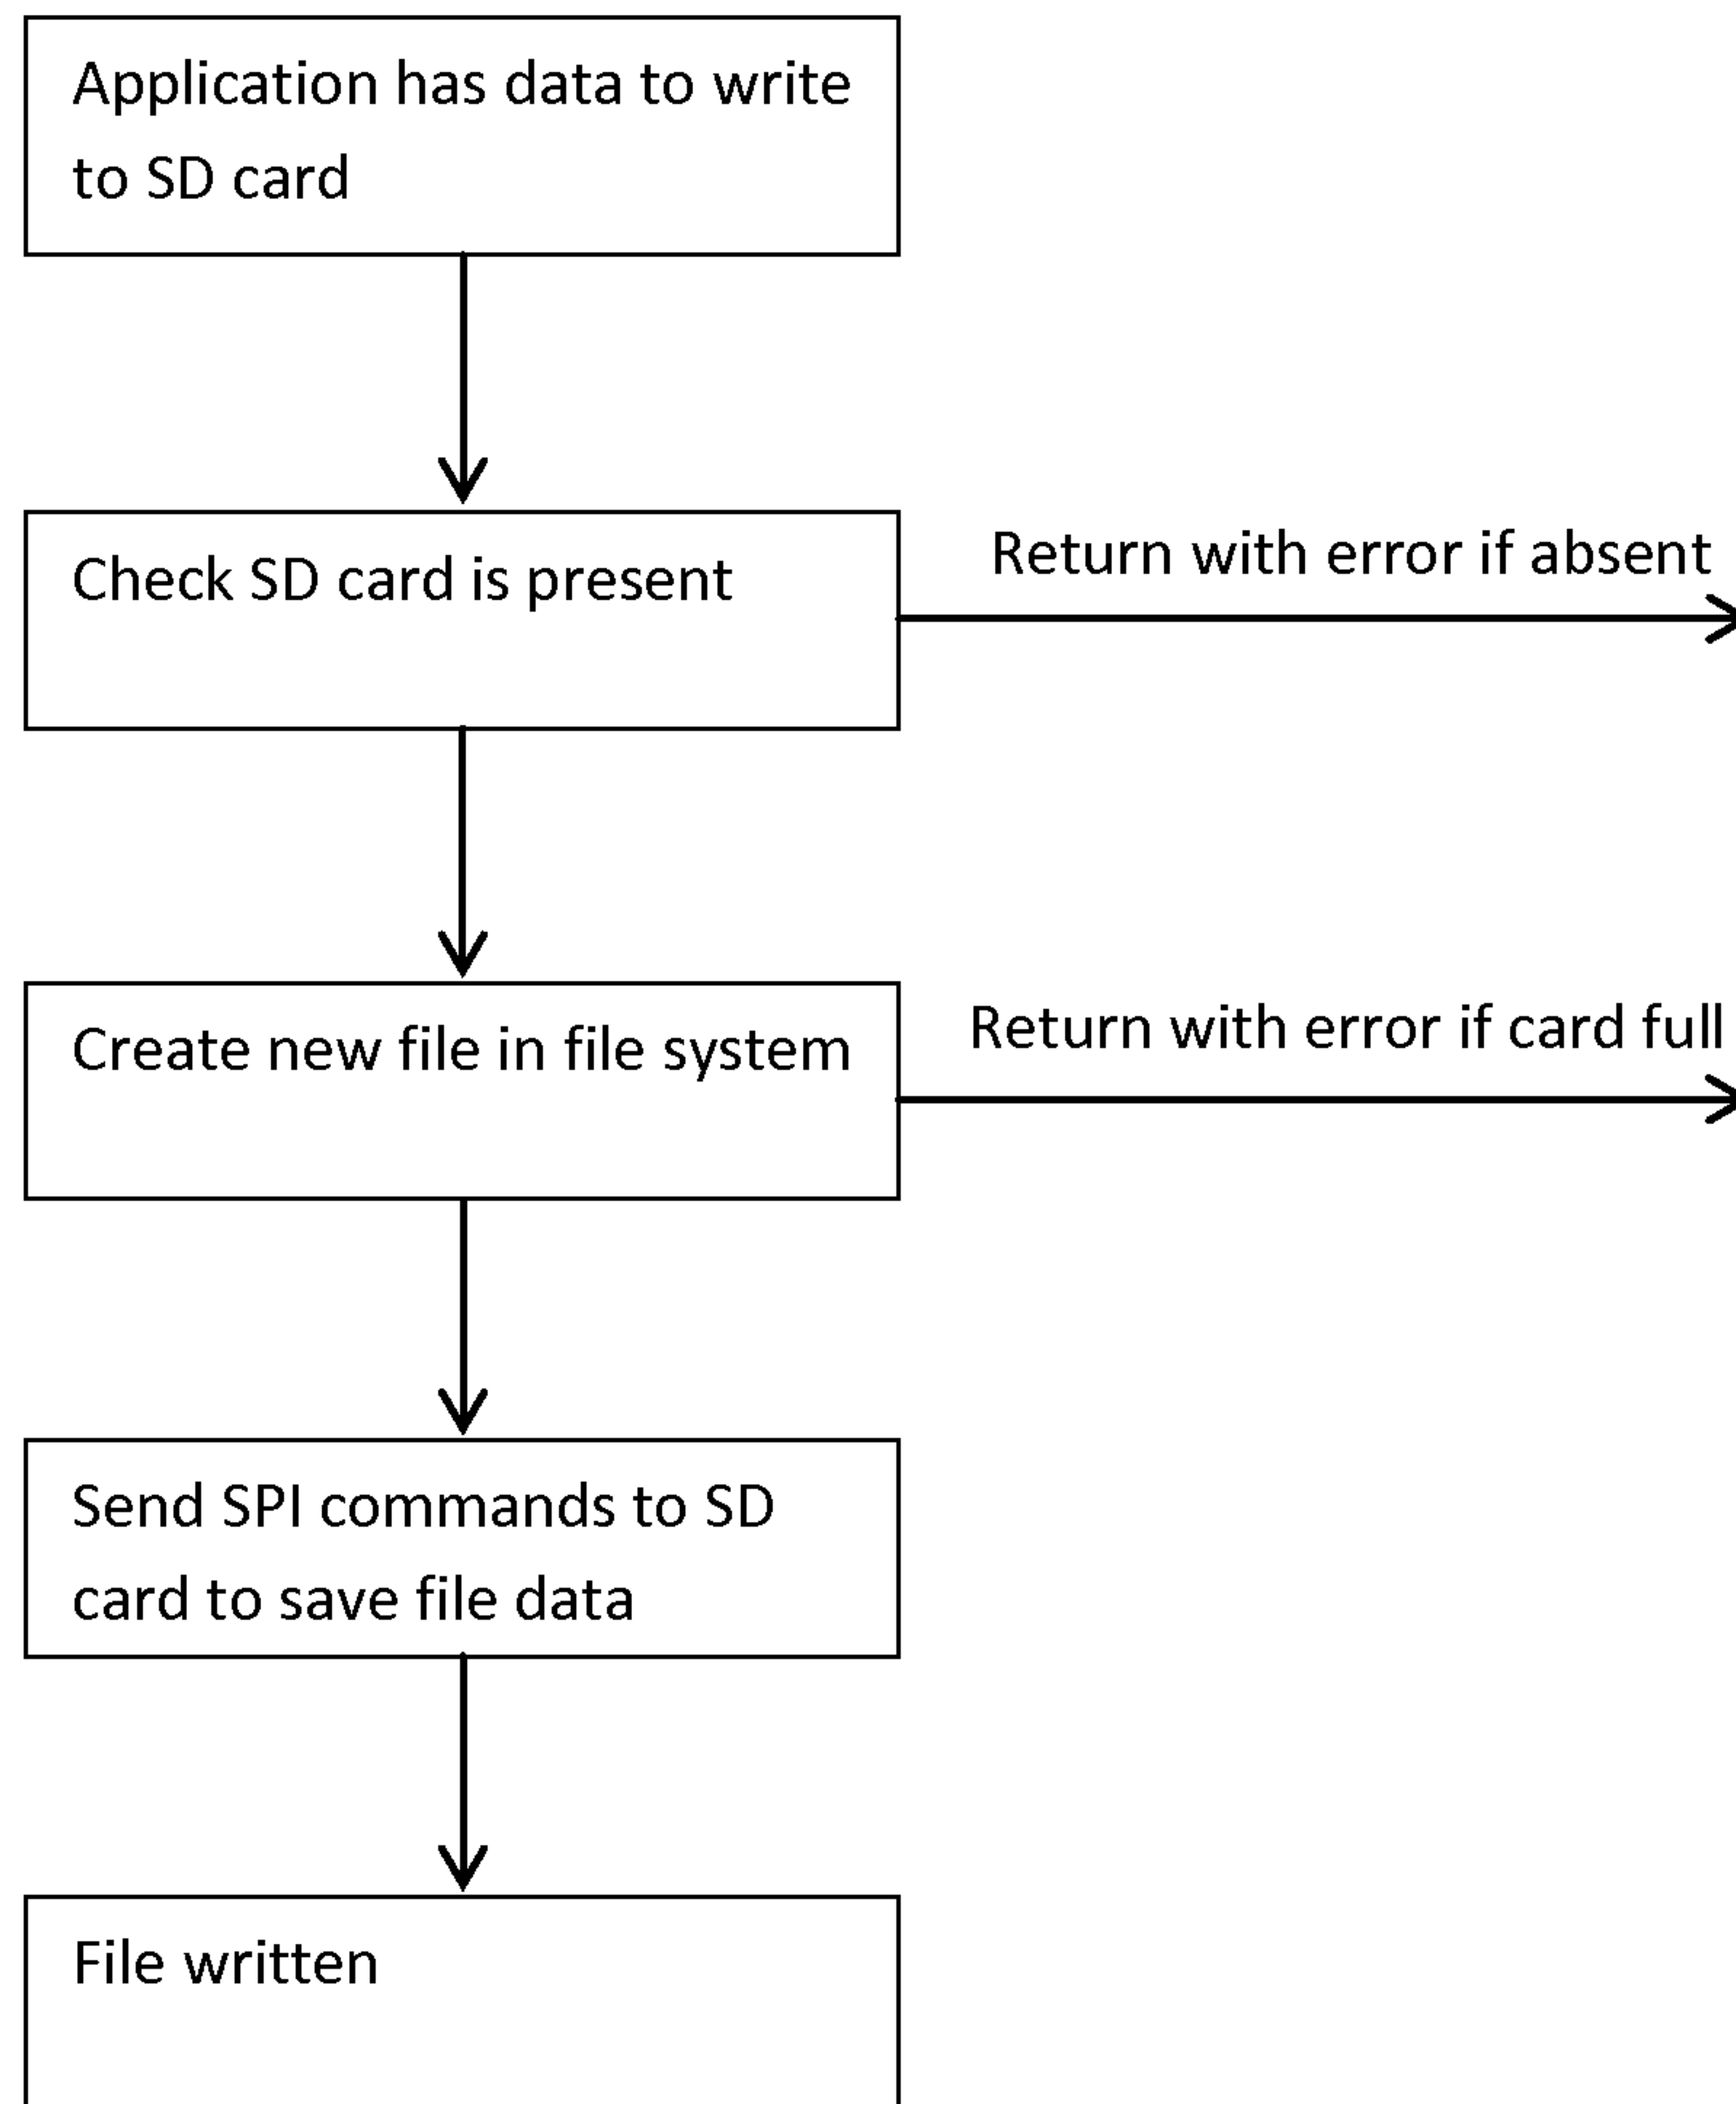 Application has data to write
to SD card
Check SD card is present
Return with error if absent
Create new file in file system
Return with error if card full
Send SPI commands to SD
card to save file data
File written